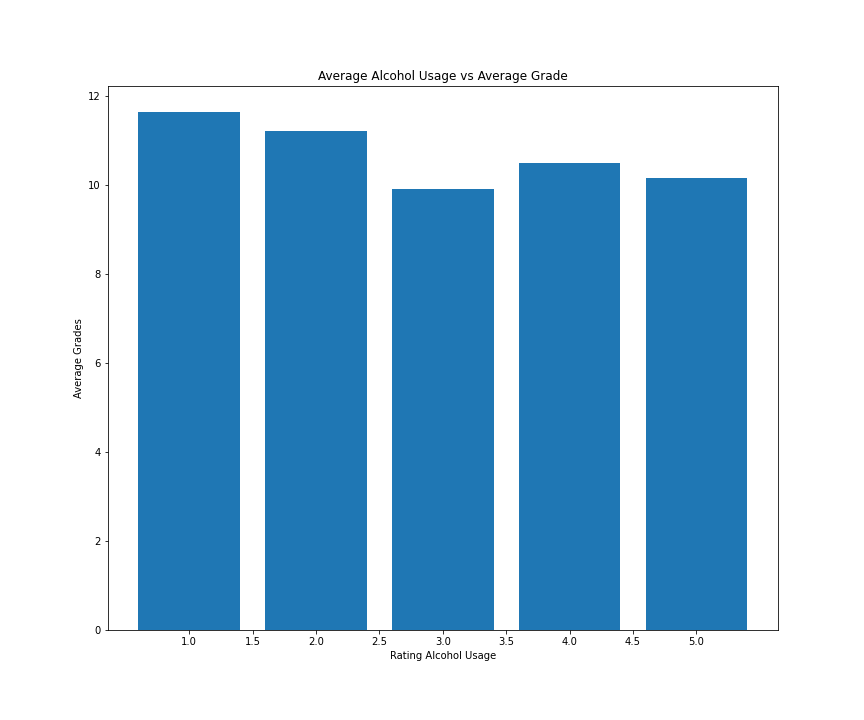 Average Alcohol Usage vs Average Grade
12
10
8
6
4
2
0
Average Grades
1.0 1.5 2.0 2.5 3.0 3.5 4.0 4.5 5.0
Rating Alcohol Usage